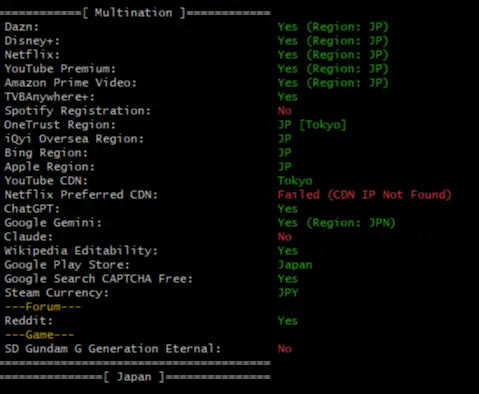 ============[ Multination ]============
Dazn: Yes (Region: JP)
Disney+: Yes (Region: JP)
Netflix: Yes (Region: JP)
YouTube Premium: Yes (Region: JP)
Amazon Prime Video: Yes (Region: JP)
TVBAnywhere+: Yes
Spotify Registration: No
OneTrust Region: JP [Tokyo]
iQyi Oversea Region: JP
Bing Region: JP
Apple Region: JP
YouTube CDN: Tokyo
Netflix Preferred CDN: Failed (CDN IP Not Found)
ChatGPT: Yes
Google Gemini: Yes (Region: JPN)
Claude: No
Wikipedia Editability: Yes
Google Play Store: Japan
Google Search CAPTCHA Free: Yes
Steam Currency: JPY
---Forum---
Reddit: Yes
---Game---
SD Gundam G Generation Eternal: No
=======================================
===============[ Japan ]===============